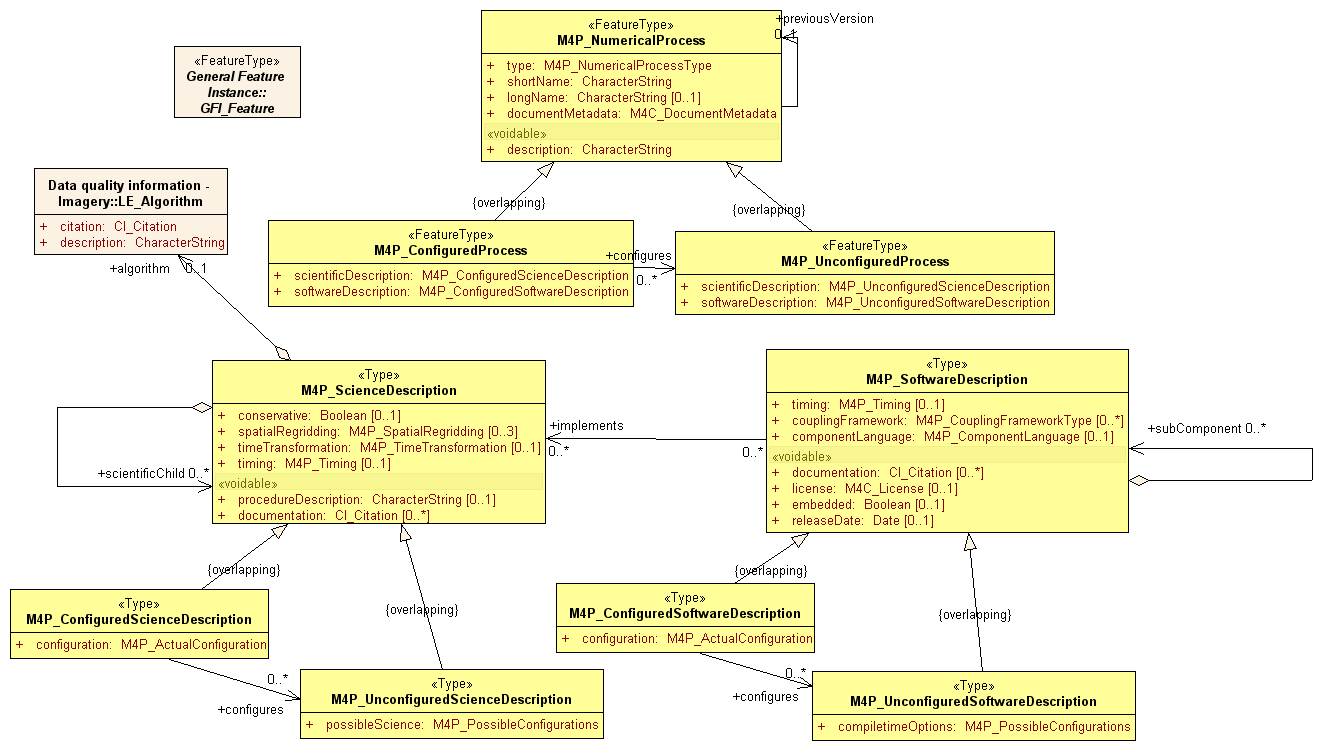 «FeatureType»
M4P_NumericalProcess
+ type: M4P_NumericalProcessType
+ shortName: CharacterString
+ longName: CharacterString [0..1]
+ documentMetadata: M4C_DocumentMetadata
«voidable»
+ description: CharacterString
+previousVersion
0..1
«FeatureType»
General Feature
Instance::
GFI_Feature
Data quality information -
Imagery::LE_Algorithm
+ citation: CI_Citation
+ description: CharacterString
+algorithm 0..1
{overlapping}
{overlapping}
«FeatureType»
M4P_ConfiguredProcess
+ scientificDescription: M4P_ConfiguredScienceDescription
+ softwareDescription: M4P_ConfiguredSoftwareDescription
+configures
0..*
«FeatureType»
M4P_UnconfiguredProcess
+ scientificDescription: M4P_UnconfiguredScienceDescription
+ softwareDescription: M4P_UnconfiguredSoftwareDescription
«Type»
M4P_ScienceDescription
+ conservative: Boolean [0..1]
+ spatialRegridding: M4P_SpatialRegridding [0..3]
+ timeTransformation: M4P_TimeTransformation [0..1]
+ timing: M4P_Timing [0..1]
«voidable»
+ procedureDescription: CharacterString [0..1]
+ documentation: CI_Citation [0..*]
+scientificChild 0..*
+implements
0..*
0..*
«Type»
M4P_SoftwareDescription
+ timing: M4P_Timing [0..1]
+ couplingFramework: M4P_CouplingFrameworkType [0..*]
+ componentLanguage: M4P_ComponentLanguage [0..1]
«voidable»
+ documentation: CI_Citation [0..*]
+ license: M4C_License [0..1]
+ embedded: Boolean [0..1]
+ releaseDate: Date [0..1]
+subComponent 0..*
{overlapping}
{overlapping}
{overlapping}
{overlapping}
«Type»
M4P_ConfiguredScienceDescription
+ configuration: M4P_ActualConfiguration
0..*
+configures
«Type»
M4P_UnconfiguredScienceDescription
+ possibleScience: M4P_PossibleConfigurations
«Type»
M4P_ConfiguredSoftwareDescription
+ configuration: M4P_ActualConfiguration
0..*
+configures
«Type»
M4P_UnconfiguredSoftwareDescription
+ compiletimeOptions: M4P_PossibleConfigurations